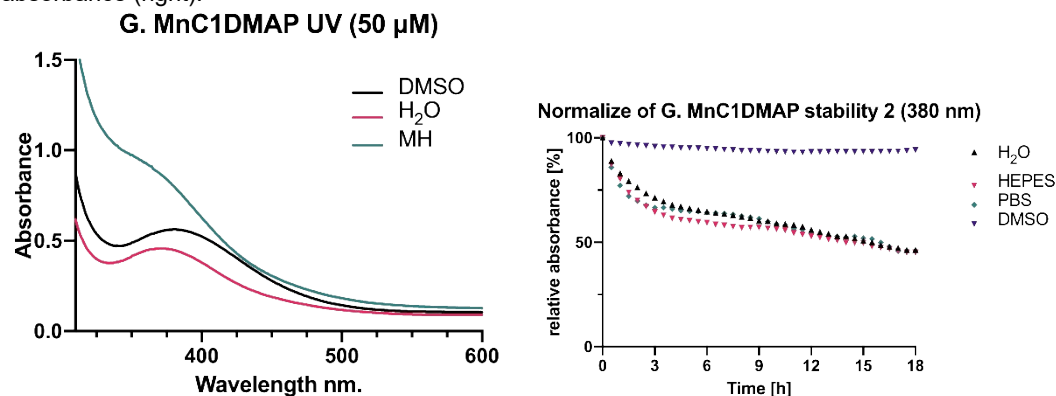 absorbance (right).
G. MnC1DMAP UV (50 µM)
1.5
1.0
0.5
0.0
Absorbance
400
500
600
Wavelength nm.
DMSO
H₂O
MH
Normalize of G. MnC1DMAP stability 2 (380 nm)
100
50
0
relative absorbance [%]
0
3
6
9
12
15
18
Time [h]
H₂O
HEPES
PBS
DMSO